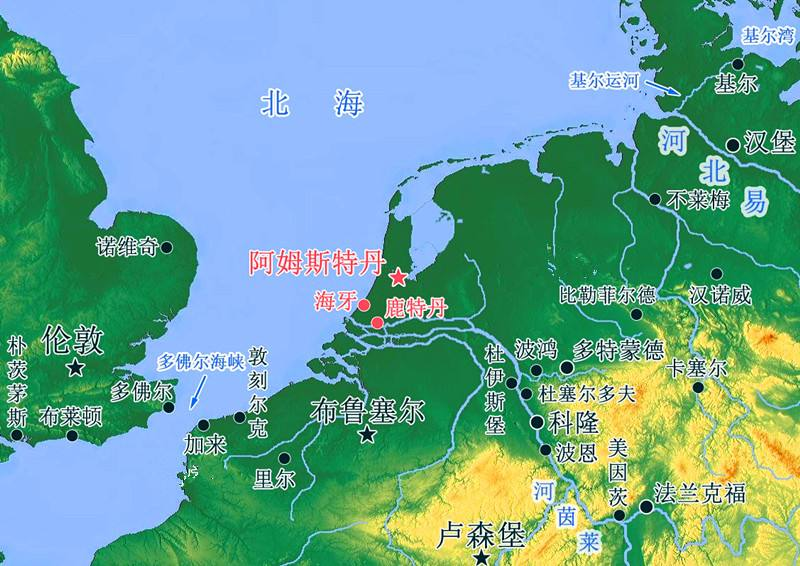 基尔湾
基尔运河
基尔
北 海
汉堡
易北河
不莱梅
诺维奇
阿姆斯特丹
海牙
鹿特丹
比勒菲尔德
汉诺威
伦敦
朴茨茅斯
多佛尔海峡
敦刻尔克
杜伊斯堡
波鸿
多特蒙德
卡塞尔
多佛尔
布莱顿
加来
布鲁塞尔
杜塞尔多夫
科隆
里尔
波恩
美因茨
法兰克福
莱茵河
卢森堡